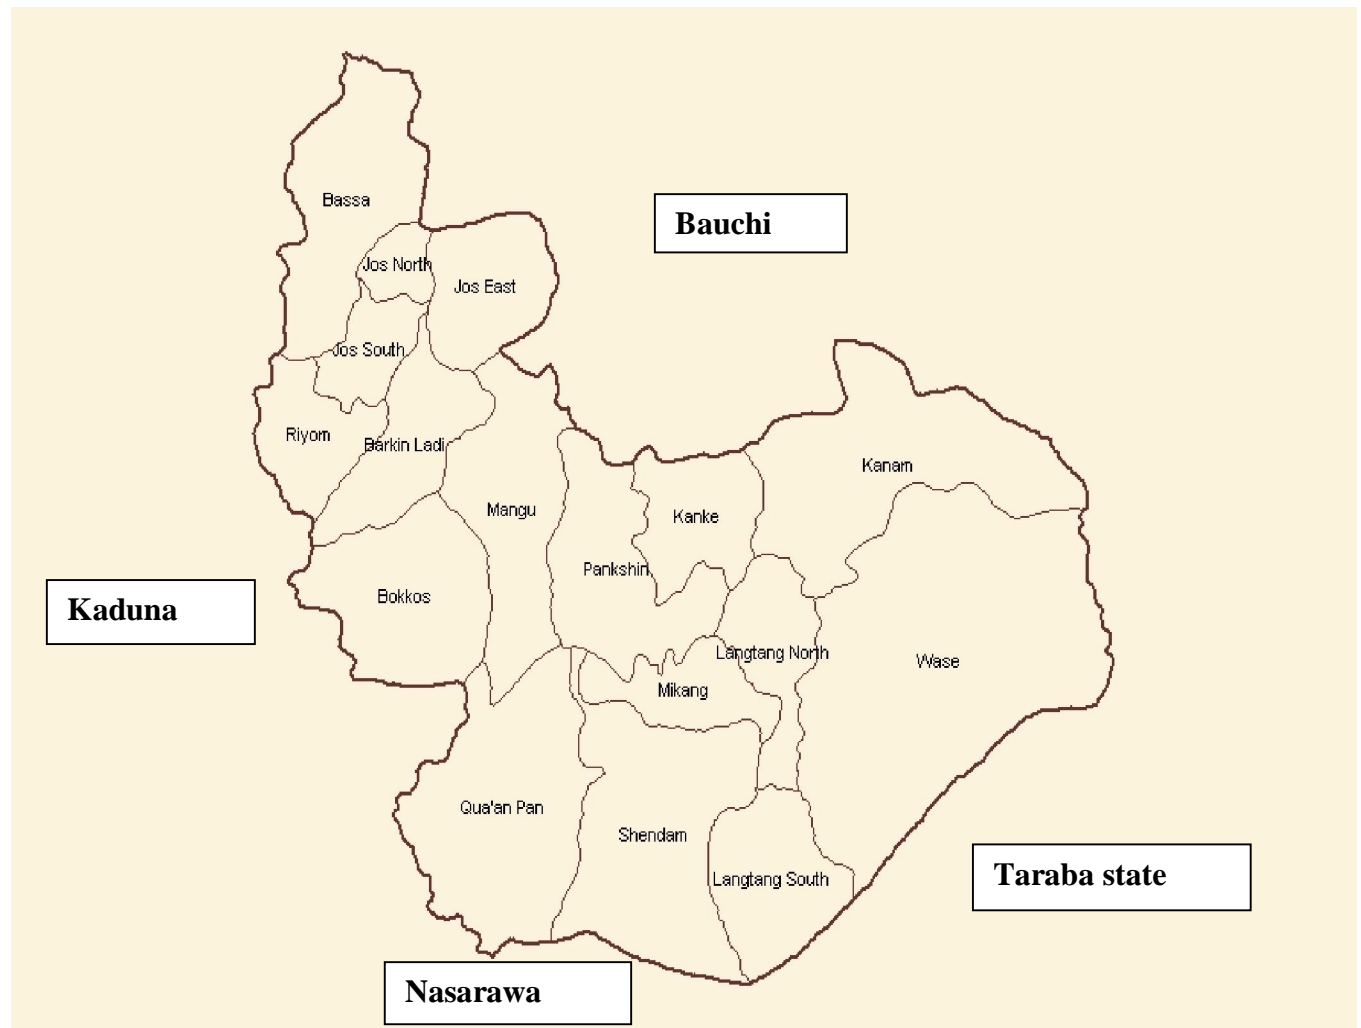 Bassa
Bauchi
Jos North
Jos East
Jos South
Riyom
Barkin Ladi
Kanam
Mangu
Kanke
Pankshin
Kaduna
Bokkos
Langtang North
Wase
Mikang
Qua'an Pan
Shendam
Taraba state
Langtang South
Nasarawa